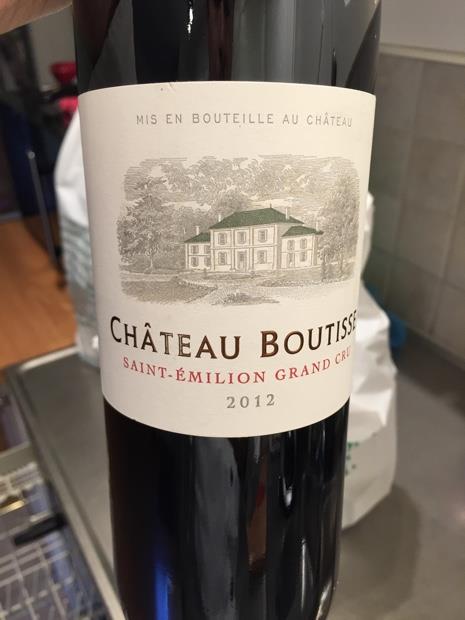 MIS EN BOUTEILLE AU CHÂTEAU
CHÂTEAU BOUTISSE
SAINT-ÉMILION GRAND CRU
2012